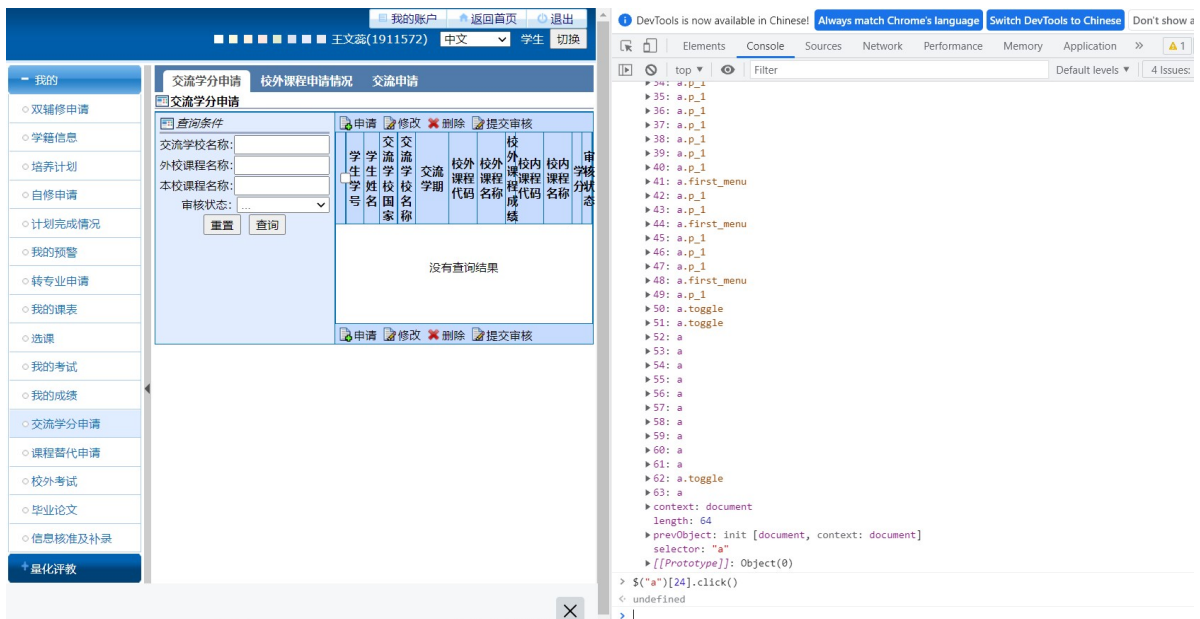 我的账户 返回首页 退出
王文蕊(1911572) 中文 学生 切换
我的
双辅修申请
学籍信息
培养计划
自修申请
计划完成情况
我的预警
转专业申请
我的课表
选课
我的考试
我的成绩
交流学分申请
课程替代申请
校外考试
毕业论文
信息核准及补录
量化评教
交流学分申请 校外课程申请情况 交流申请
交流学分申请
查询条件
交流学校名称:
外校课程名称:
本校课程名称:
审核状态: ...
重置 查询
申请 修改 删除 提交审核
学生学号 学生姓名 交流学校国家 交流学校名称 交流学期 校外课程代码 校外课程名称 校外课程成绩 校内课程代码 校内课程名称 学分 审核状态
没有查询结果
申请 修改 删除 提交审核
DevTools is now available in Chinese! Always match Chrome's language Switch DevTools to Chinese Don't show a
Elements Console Sources Network Performance Memory Application » 1
top ▼ Filter Default levels ▼ 4 Issues:
34: a.p_1
35: a.p_1
36: a.p_1
37: a.p_1
38: a.p_1
39: a.p_1
40: a.p_1
41: a.first_menu
42: a.p_1
43: a.p_1
44: a.first_menu
45: a.p_1
46: a.p_1
47: a.p_1
48: a.first_menu
49: a.p_1
50: a.toggle
51: a.toggle
52: a
53: a
54: a
55: a
56: a
57: a
58: a
59: a
60: a
61: a
62: a.toggle
63: a
context: document
length: 64
prevObject: init [document, context: document]
selector: "a"
[[Prototype]]: Object(0)
> $("a")[24].click()
undefined
>